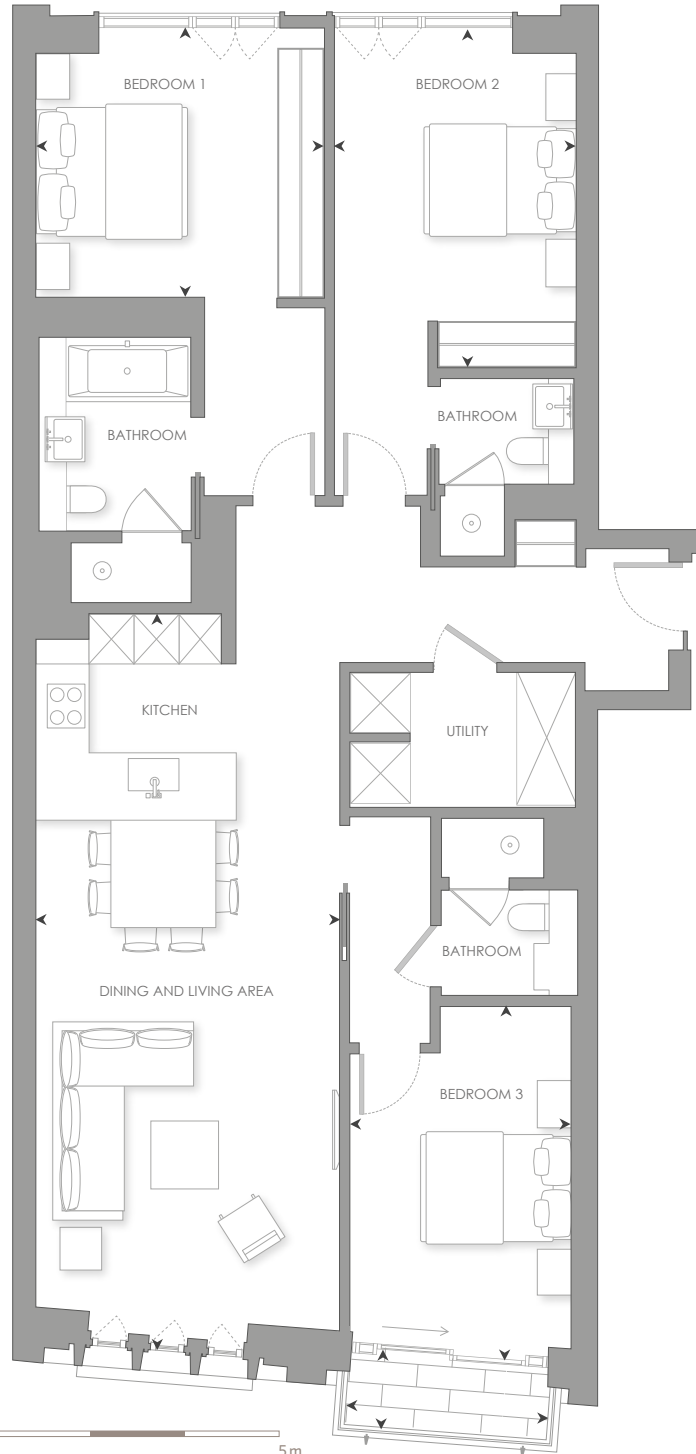 BEDROOM 1
BEDROOM 2
BATHROOM
BATHROOM
KITCHEN
UTILITY
BATHROOM
DINING AND LIVING AREA
BEDROOM 3
5m